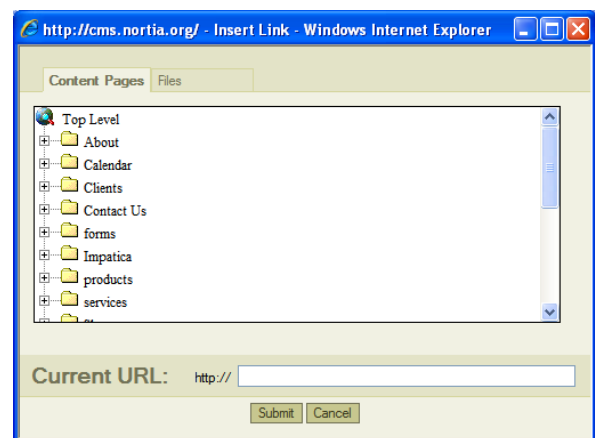 http://cms.nortia.org/ - Insert Link - Windows Internet Explorer
Content Pages Files
Top Level
About
Calendar
Clients
Contact Us
forms
Impatica
products
services
Current URL: http://
Submit Cancel